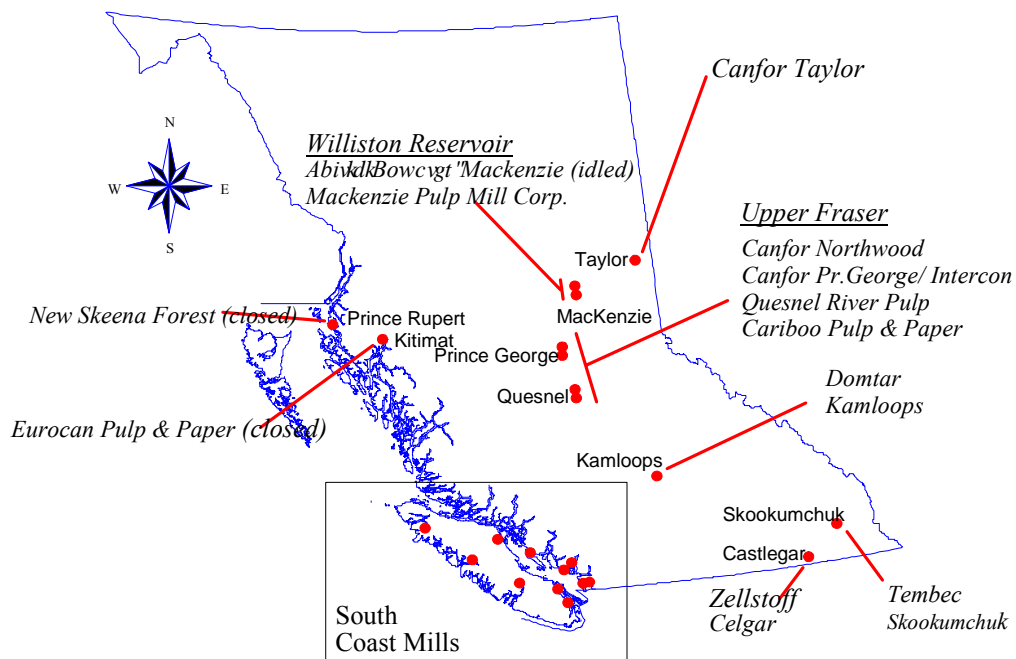 Canfor Taylor
N
W
E
S
Williston Reservoir
Mackenzie (idled)
Mackenzie Pulp Mill Corp.
Upper Fraser
Canfor Northwood
Canfor Pr.George/ Intercon
Quesnel River Pulp
Cariboo Pulp & Paper
Taylor
MacKenzie
New Skeena Forest (closed)
Prince Rupert
Kitimat
Prince George
Quesnel
Eurocan Pulp & Paper (closed)
Domtar
Kamloops
Kamloops
Skookumchuk
Castlegar
Zellstoff
Celgar
Tembec
Skookumchuk
South
Coast Mills